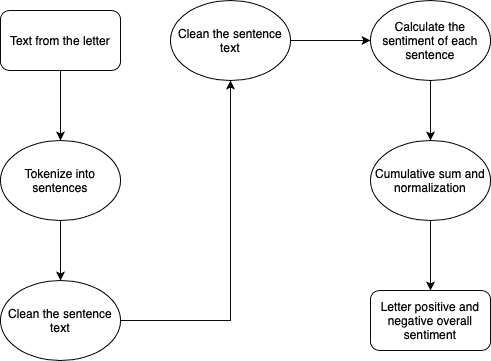 Text from the letter
Tokenize into
sentences
Clean the sentence
text
Clean the sentence
text
Calculate the
sentiment of each
sentence
Cumulative sum and
normalization
Letter positive and
negative overall
sentiment